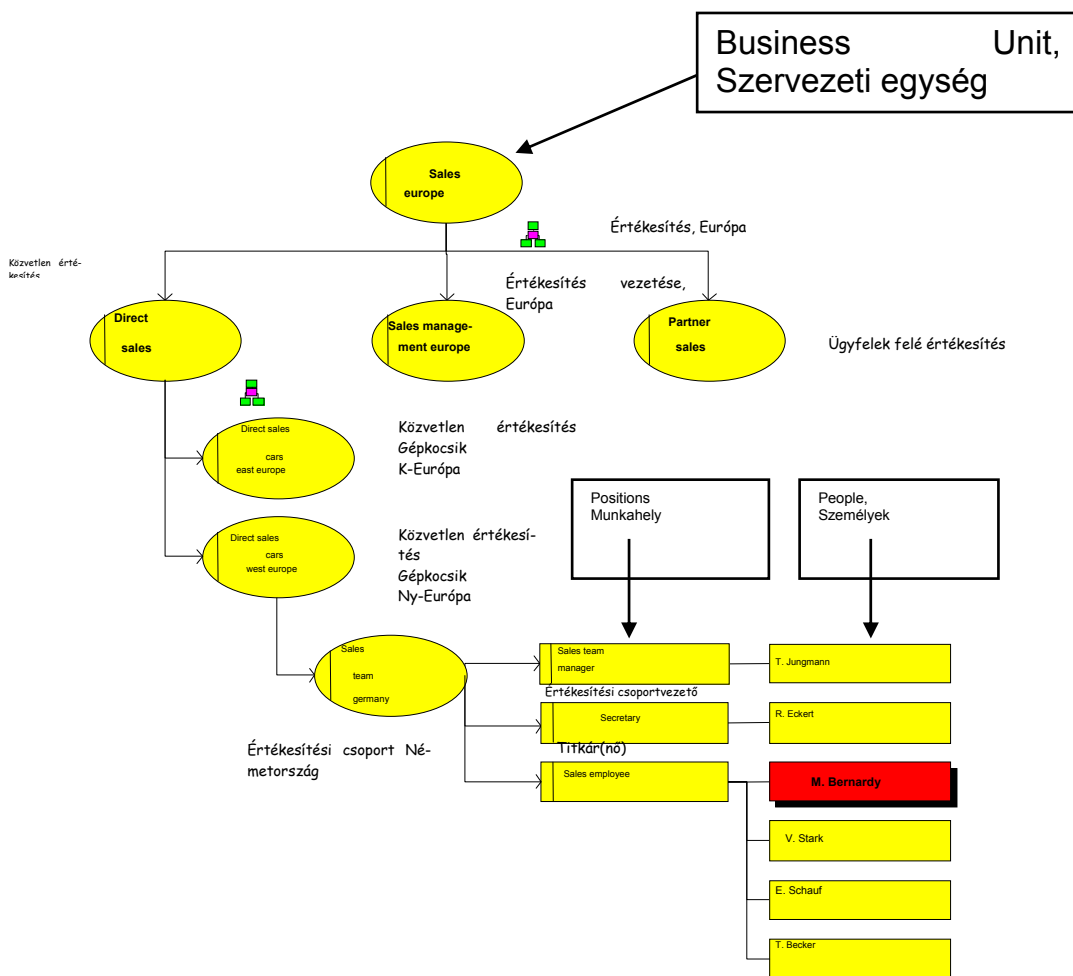 Business Unit,
Szervezeti egység
Sales
europe
Értékesítés, Európa
Közvetlen érté-
kesítés
Értékesítés vezetése,
Európa
Direct
sales
Sales manage-
ment europe
Partner
sales
Ügyfelek felé értékesítés
Direct sales
cars
east europe
Közvetlen értékesítés
Gépkocsik
K-Európa
Positions
Munkahely
People,
Személyek
Direct sales
cars
west europe
Közvetlen értékesí-
tés
Gépkocsik
Ny-Európa
Sales
team
germany
Sales team
manager
T. Jungmann
Értékesítési csoportvezető
Secretary
R. Eckert
Értékesítési csoport Né-
metország
Titkár(nő)
Sales employee
M. Bernardy
V. Stark
E. Schauf
T. Becker